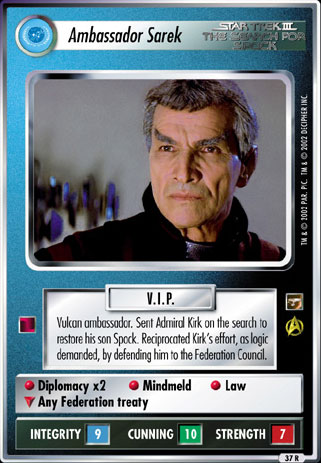 Ambassador Sarek
STAR TREK III
THE SEARCH FOR
SPOCK
™ & © 2002 PAR. PIC. TM & © 2002 DECIPHER INC.
V.I.P.
Vulcan ambassador. Sent Admiral Kirk on the search to
restore his son Spock. Reciprocated Kirk's effort, as logic
demanded, by defending him to the Federation Council.
Diplomacy x2 Mindmeld Law
Any Federation treaty
INTEGRITY 9 CUNNING 10 STRENGTH 7
37 R